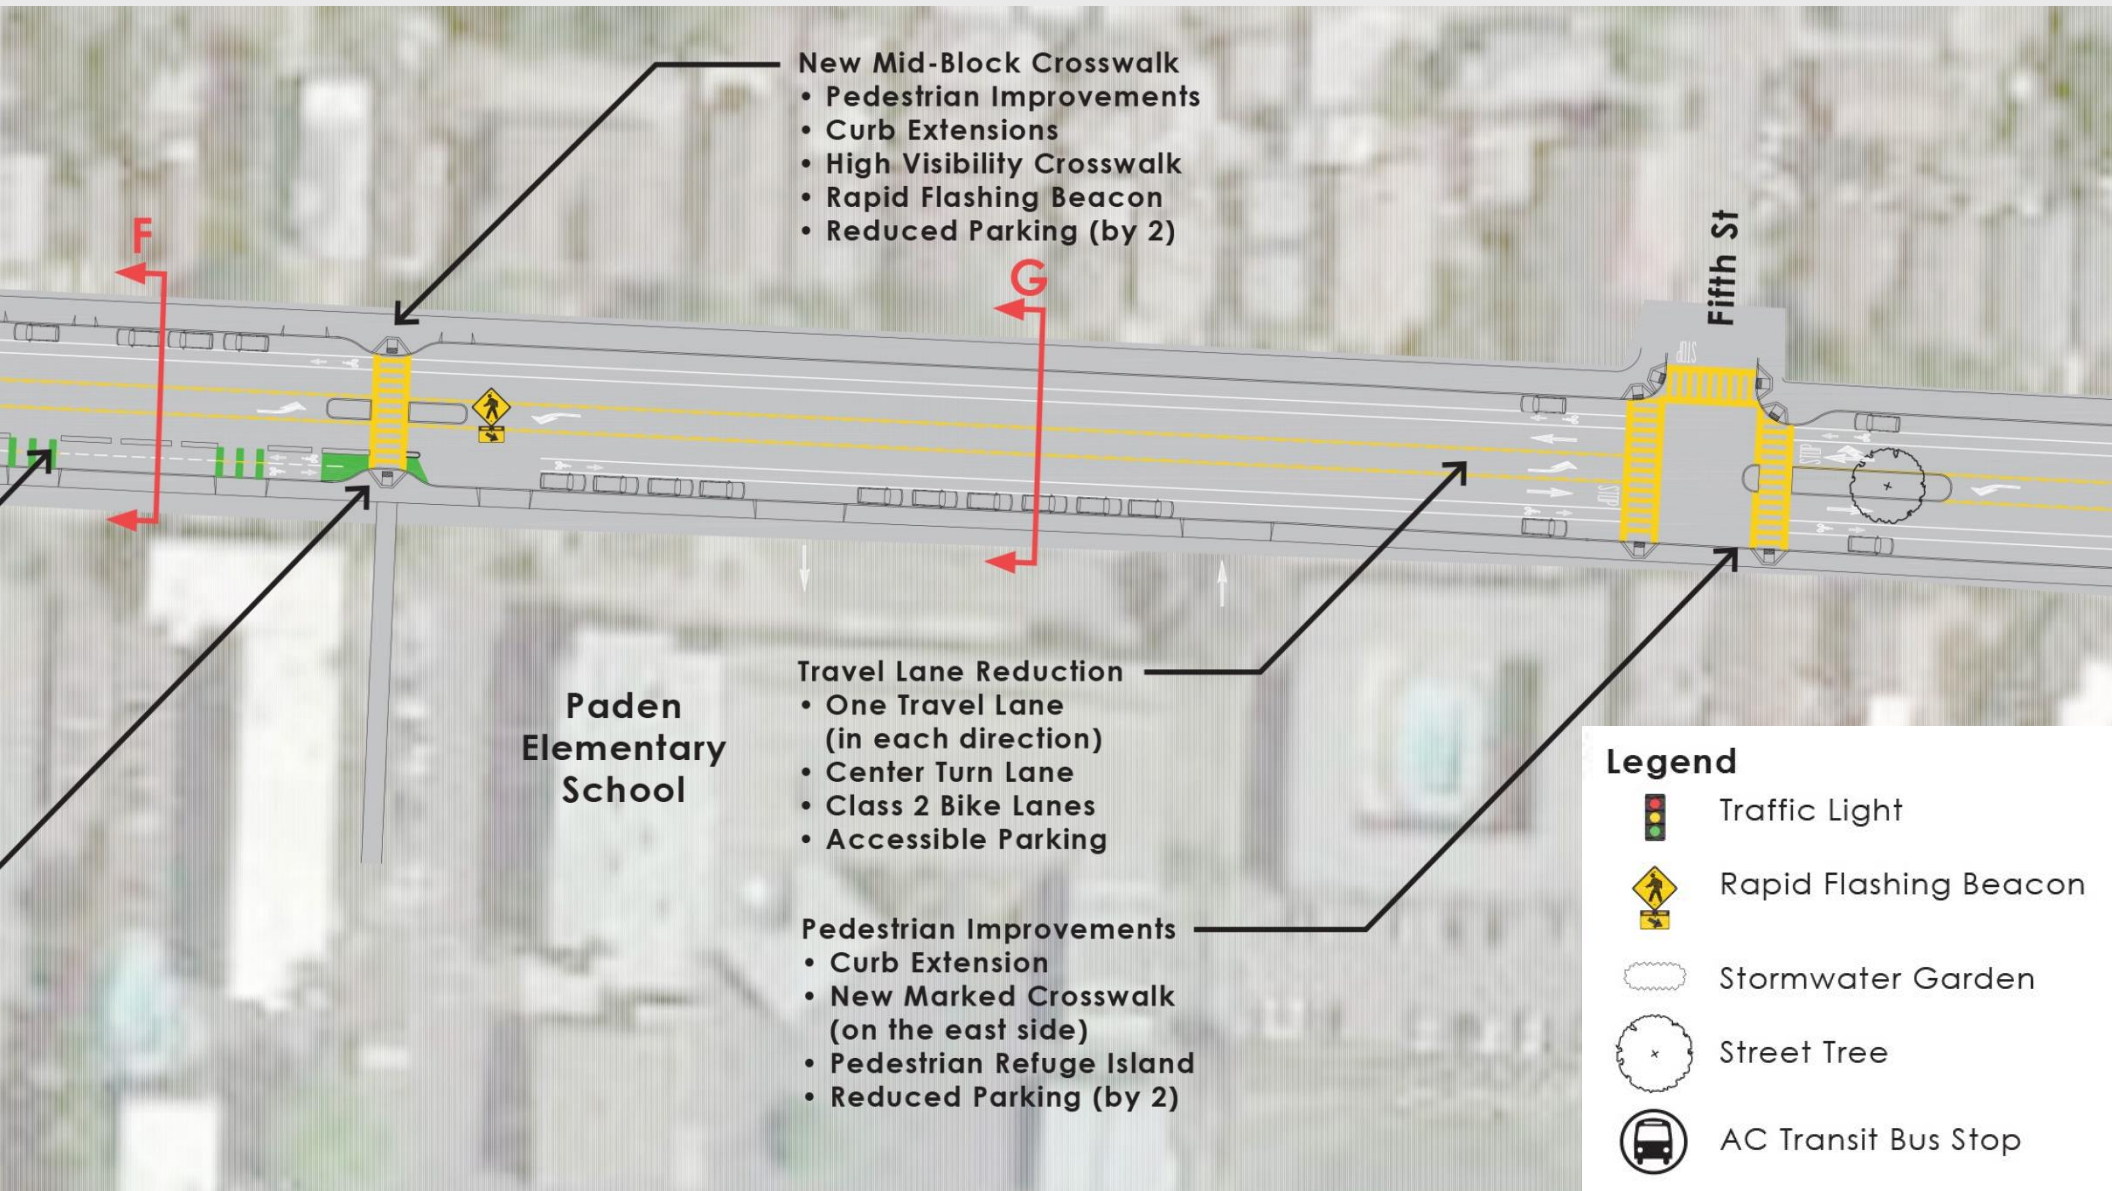 New Mid-Block Crosswalk
• Pedestrian Improvements
• Curb Extensions
• High Visibility Crosswalk
• Rapid Flashing Beacon
• Reduced Parking (by 2)
F
G
Fifth St
STOP
STOP
STOP
Paden
Elementary
School
Travel Lane Reduction
• One Travel Lane
(in each direction)
• Center Turn Lane
• Class 2 Bike Lanes
• Accessible Parking
Pedestrian Improvements
• Curb Extension
• New Marked Crosswalk
(on the east side)
• Pedestrian Refuge Island
• Reduced Parking (by 2)
Legend
Traffic Light
Rapid Flashing Beacon
Stormwater Garden
Street Tree
AC Transit Bus Stop